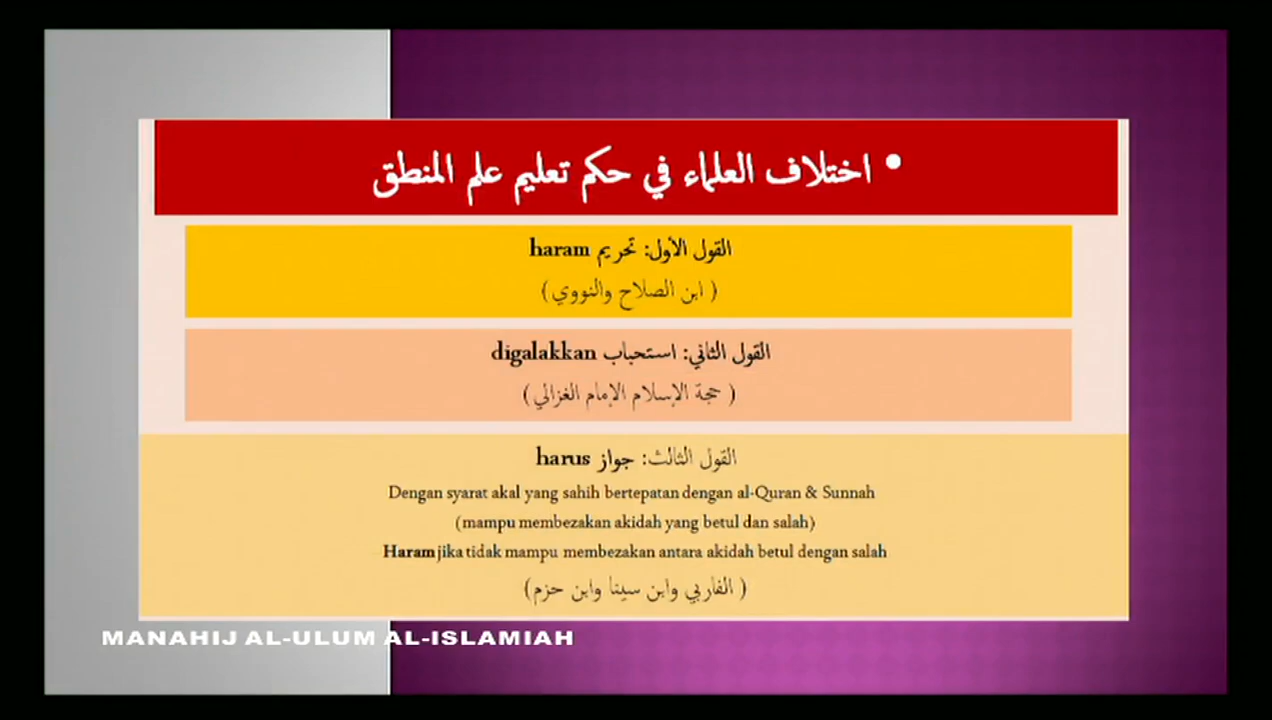 • اختلاف العلماء في حكم تعليم علم المنطق
القول الأول: تحريم haram
( ابن الصلاح والنووي )
القول الثاني: استحباب digalakkan
( حجة الإسلام الإمام الغزالي )
القول الثالث: جواز harus
Dengan syarat akal yang sahih bertepatan dengan al-Quran & Sunnah
(mampu membezakan akidah yang betul dan salah)
Haram jika tidak mampu membezakan antara akidah betul dengan salah
( الفاربي وابن سينا وابن حزم )
MANAHIJ AL-ULUM AL-ISLAMIAH